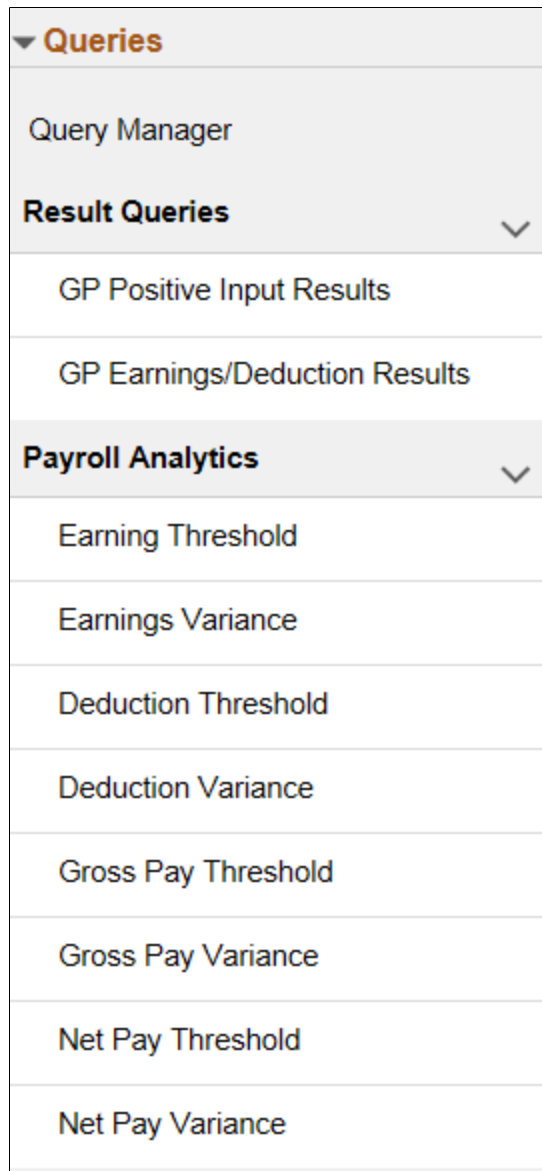 Queries
Query Manager
Result Queries
GP Positive Input Results
GP Earnings/Deduction Results
Payroll Analytics
Earning Threshold
Earnings Variance
Deduction Threshold
Deduction Variance
Gross Pay Threshold
Gross Pay Variance
Net Pay Threshold
Net Pay Variance